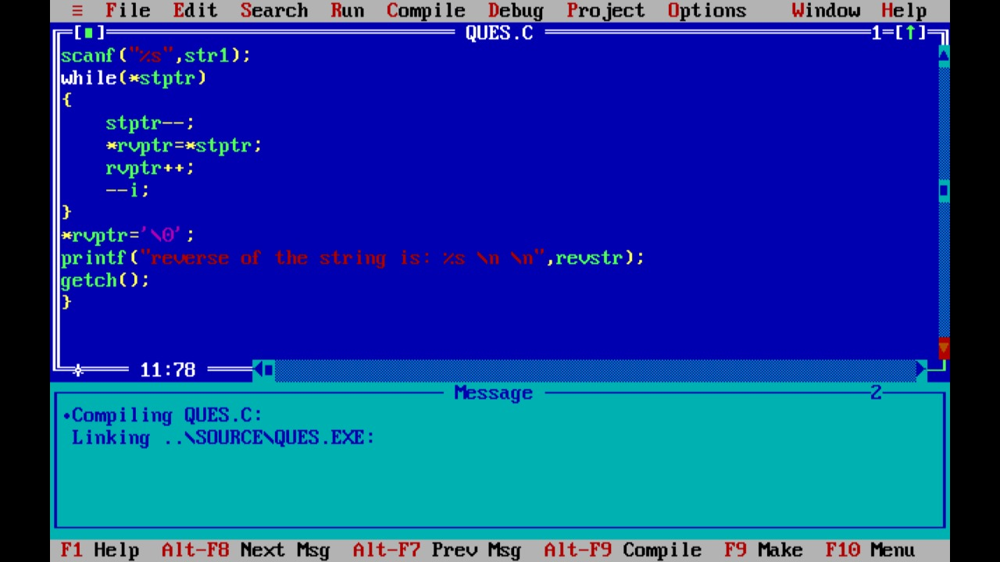 ≡ File Edit Search Run Compile Debug Project Options Window Help
[■] QUES.C 1=[↑]
scanf("%s",str1);
while(*stptr)
{
    stptr--;
    *rvptr=*stptr;
    rvptr++;
    --i;
}
*rvptr='\0';
printf("reverse of the string is: %s \n \n",revstr);
getch();
}
11:78
Message 2
•Compiling QUES.C:
 Linking ..\SOURCE\QUES.EXE:
F1 Help Alt-F8 Next Msg Alt-F7 Prev Msg Alt-F9 Compile F9 Make F10 Menu